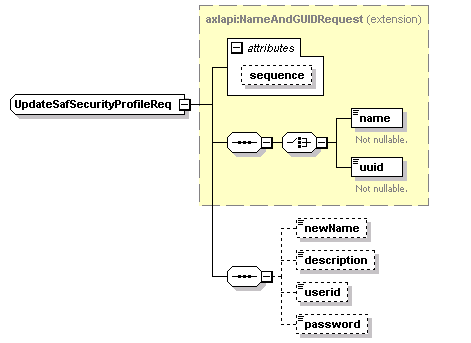 axlapi:NameAndGUIDRequest (extension)
attributes
sequence
UpdateSafSecurityProfileReq
name
Not nullable.
uuid
Not nullable.
newName
description
userid
password